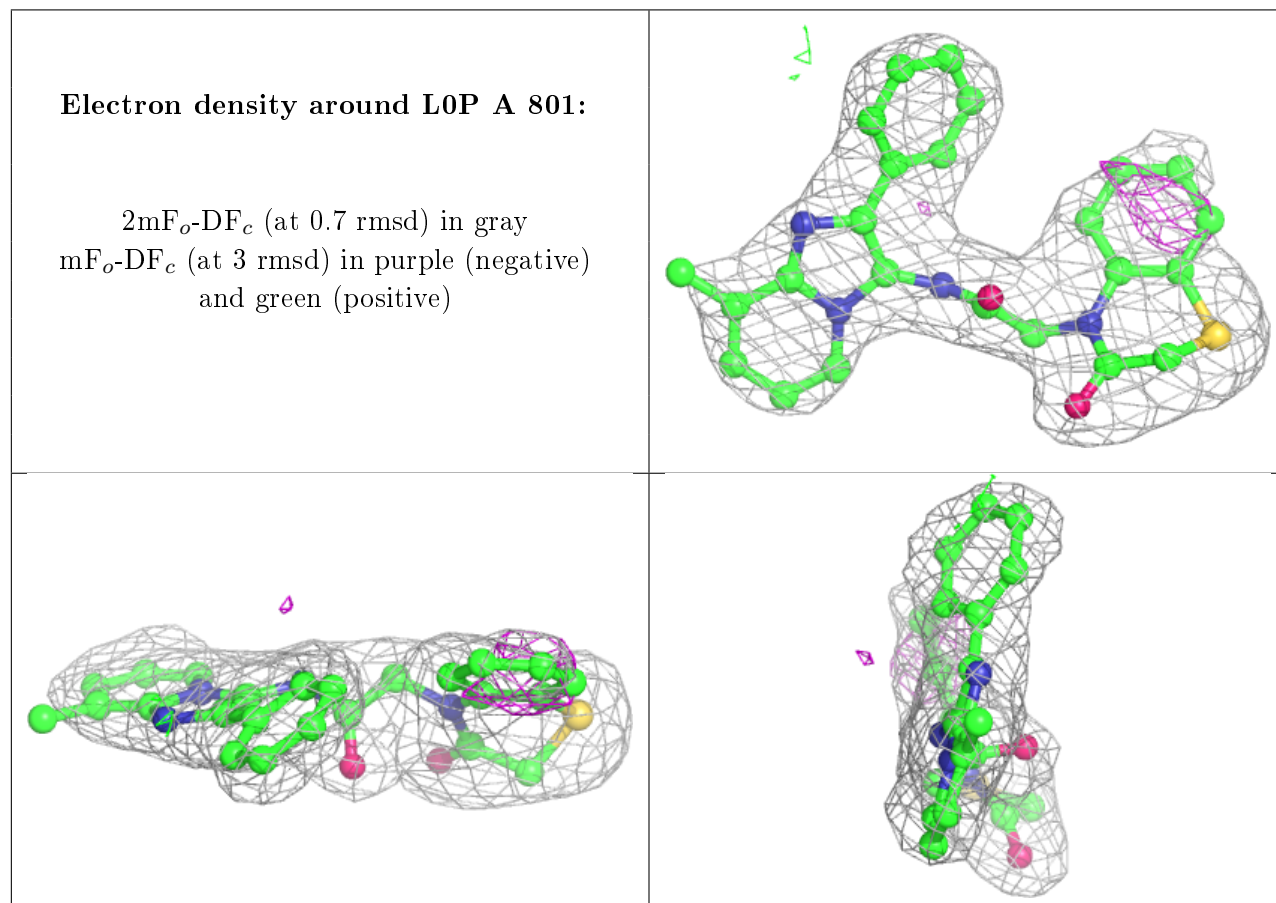 Electron density around L0P A 801:
2mFo-DFc (at 0.7 rmsd) in gray
mFo-DFc (at 3 rmsd) in purple (negative)
and green (positive)